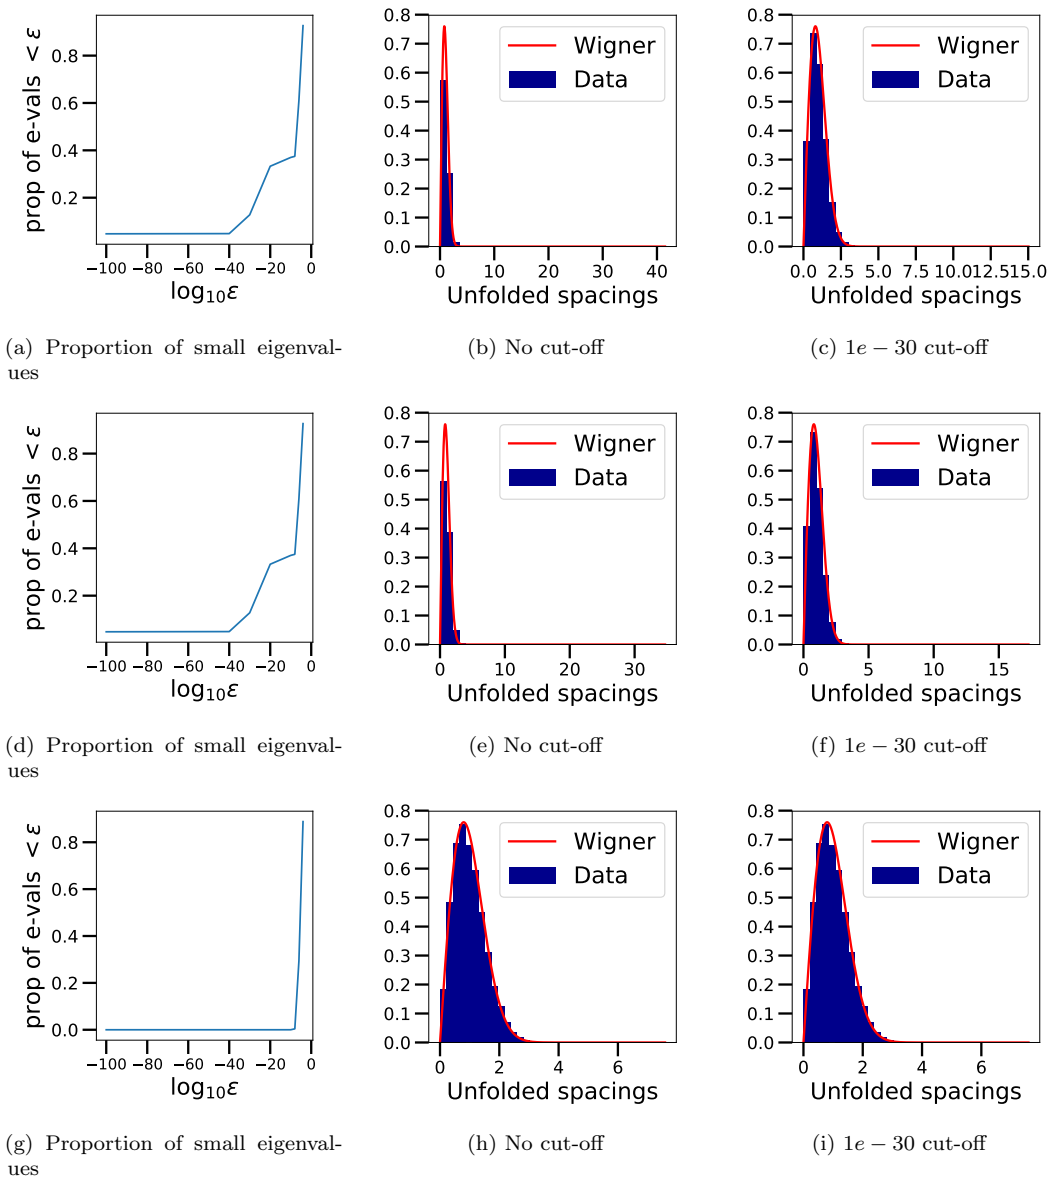 prop of e-vals < ε
0.8
0.6
0.4
0.2
−100 −80 −60 −40 −20 0
log₁₀ε
(a) Proportion of small eigenval-
ues
0.8
0.7
0.6
0.5
0.4
0.3
0.2
0.1
0.0
Wigner
Data
0 10 20 30 40
Unfolded spacings
(b) No cut-off
0.8
0.7
0.6
0.5
0.4
0.3
0.2
0.1
0.0
Wigner
Data
0.0 2.5 5.0 7.5 10.0 12.5 15.0
Unfolded spacings
(c) 1e − 30 cut-off
prop of e-vals < ε
0.8
0.6
0.4
0.2
−100 −80 −60 −40 −20 0
log₁₀ε
(d) Proportion of small eigenval-
ues
0.8
0.7
0.6
0.5
0.4
0.3
0.2
0.1
0.0
Wigner
Data
0 10 20 30
Unfolded spacings
(e) No cut-off
0.8
0.7
0.6
0.5
0.4
0.3
0.2
0.1
0.0
Wigner
Data
0 5 10 15
Unfolded spacings
(f) 1e − 30 cut-off
prop of e-vals < ε
0.8
0.6
0.4
0.2
0.0
−100 −80 −60 −40 −20 0
log₁₀ε
(g) Proportion of small eigenval-
ues
0.8
0.7
0.6
0.5
0.4
0.3
0.2
0.1
0.0
Wigner
Data
0 2 4 6
Unfolded spacings
(h) No cut-off
0.8
0.7
0.6
0.5
0.4
0.3
0.2
0.1
0.0
Wigner
Data
0 2 4 6
Unfolded spacings
(i) 1e − 30 cut-off